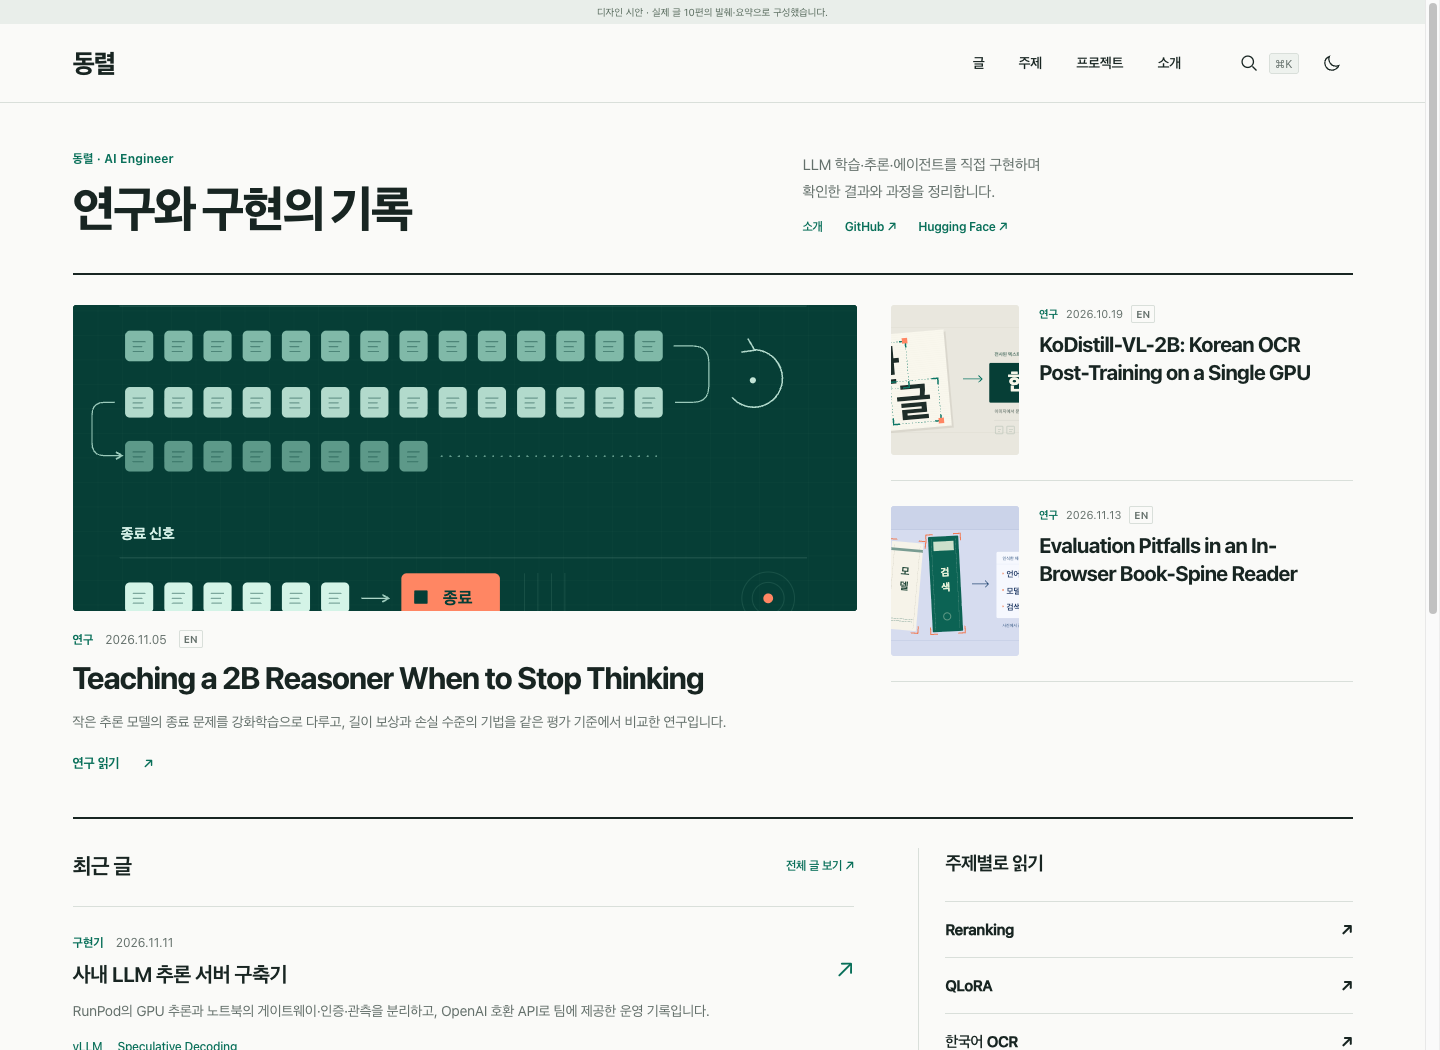 디자인 시안 · 실제 글 10편의 발췌·요약으로 구성했습니다.
동렬
글 주제 프로젝트 소개 ⌘K
동렬 · AI Engineer
연구와 구현의 기록
LLM 학습·추론·에이전트를 직접 구현하며
확인한 결과와 과정을 정리합니다.
소개 GitHub ↗ Hugging Face ↗
종료 신호
종료
연구 2026.11.05 EN
Teaching a 2B Reasoner When to Stop Thinking
작은 추론 모델의 종료 문제를 강화학습으로 다루고, 길이 보상과 손실 수준의 기법을 같은 평가 기준에서 비교한 연구입니다.
연구 읽기 ↗
글
연구 2026.10.19 EN
KoDistill-VL-2B: Korean OCR
Post-Training on a Single GPU
모델
검색
연구 2026.11.13 EN
Evaluation Pitfalls in an In-
Browser Book-Spine Reader
최근 글
전체 글 보기 ↗
구현기 2026.11.11
사내 LLM 추론 서버 구축기
RunPod의 GPU 추론과 노트북의 게이트웨이·인증·관측을 분리하고, OpenAI 호환 API로 팀에 제공한 운영 기록입니다.
vLLM Speculative Decoding
주제별로 읽기
Reranking
QLoRA
한국어 OCR